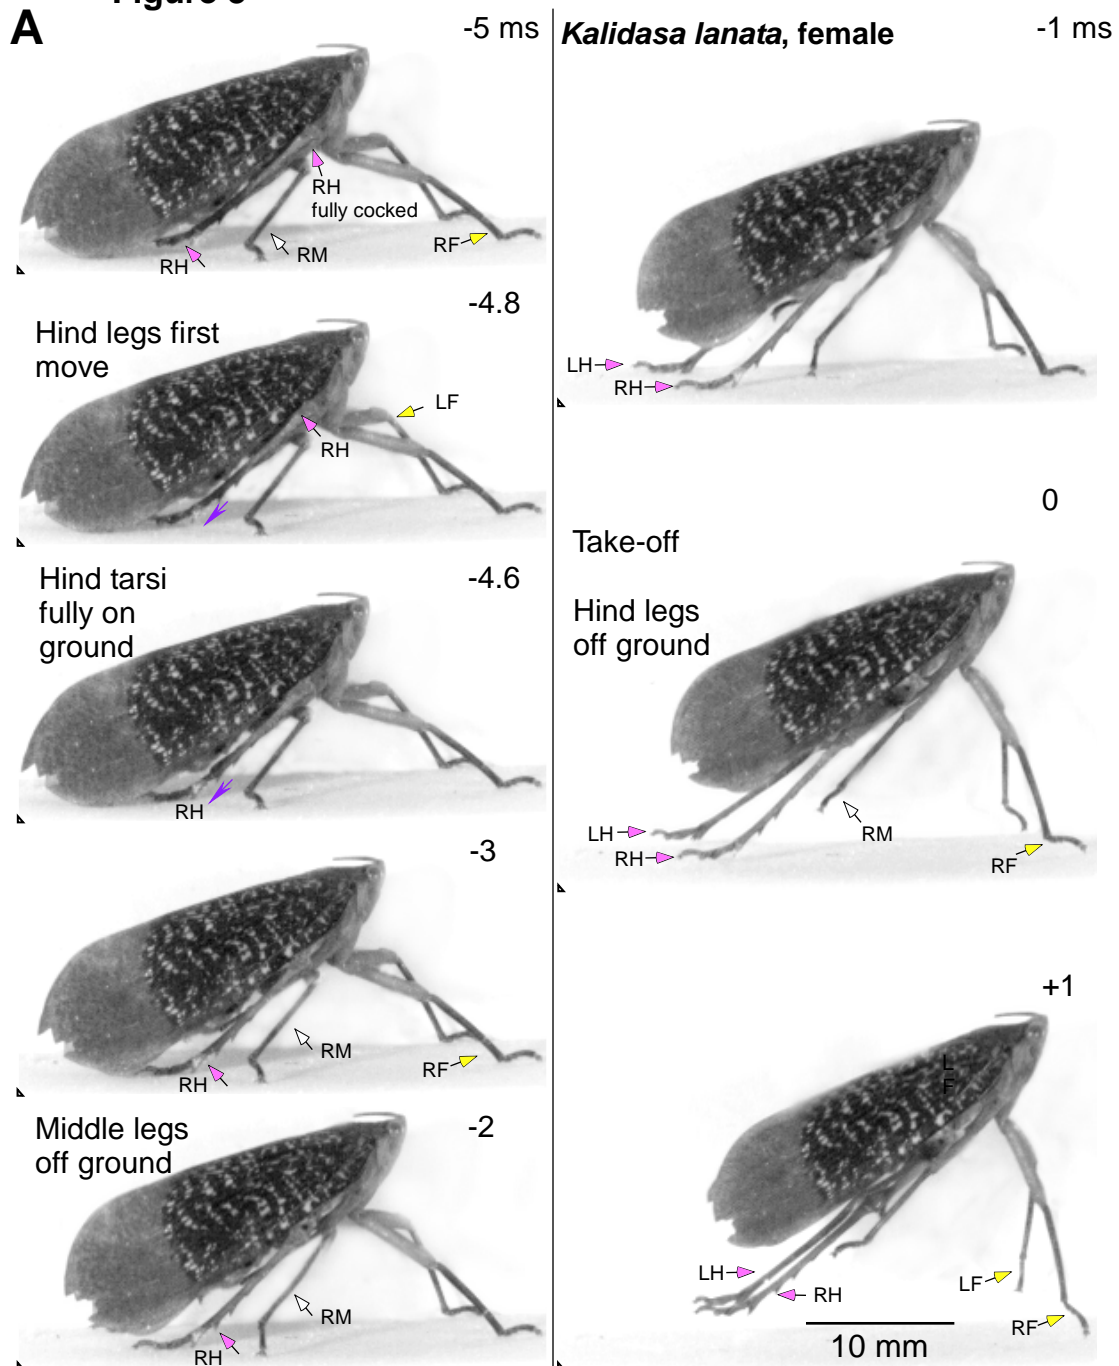 A
-5 ms
RH
fully cocked
RH
RM
RF
-4.8
Hind legs first
move
LF
RH
-4.6
Hind tarsi
fully on
ground
RH
-3
RM
RF
RH
Middle legs
off ground
-2
RM
RH
Kalidasa lanata, female
-1 ms
LH
RH
0
Take-off
Hind legs
off ground
RM
LH
RH
RF
+1
L
F
LH
RH
LF
RF
10 mm